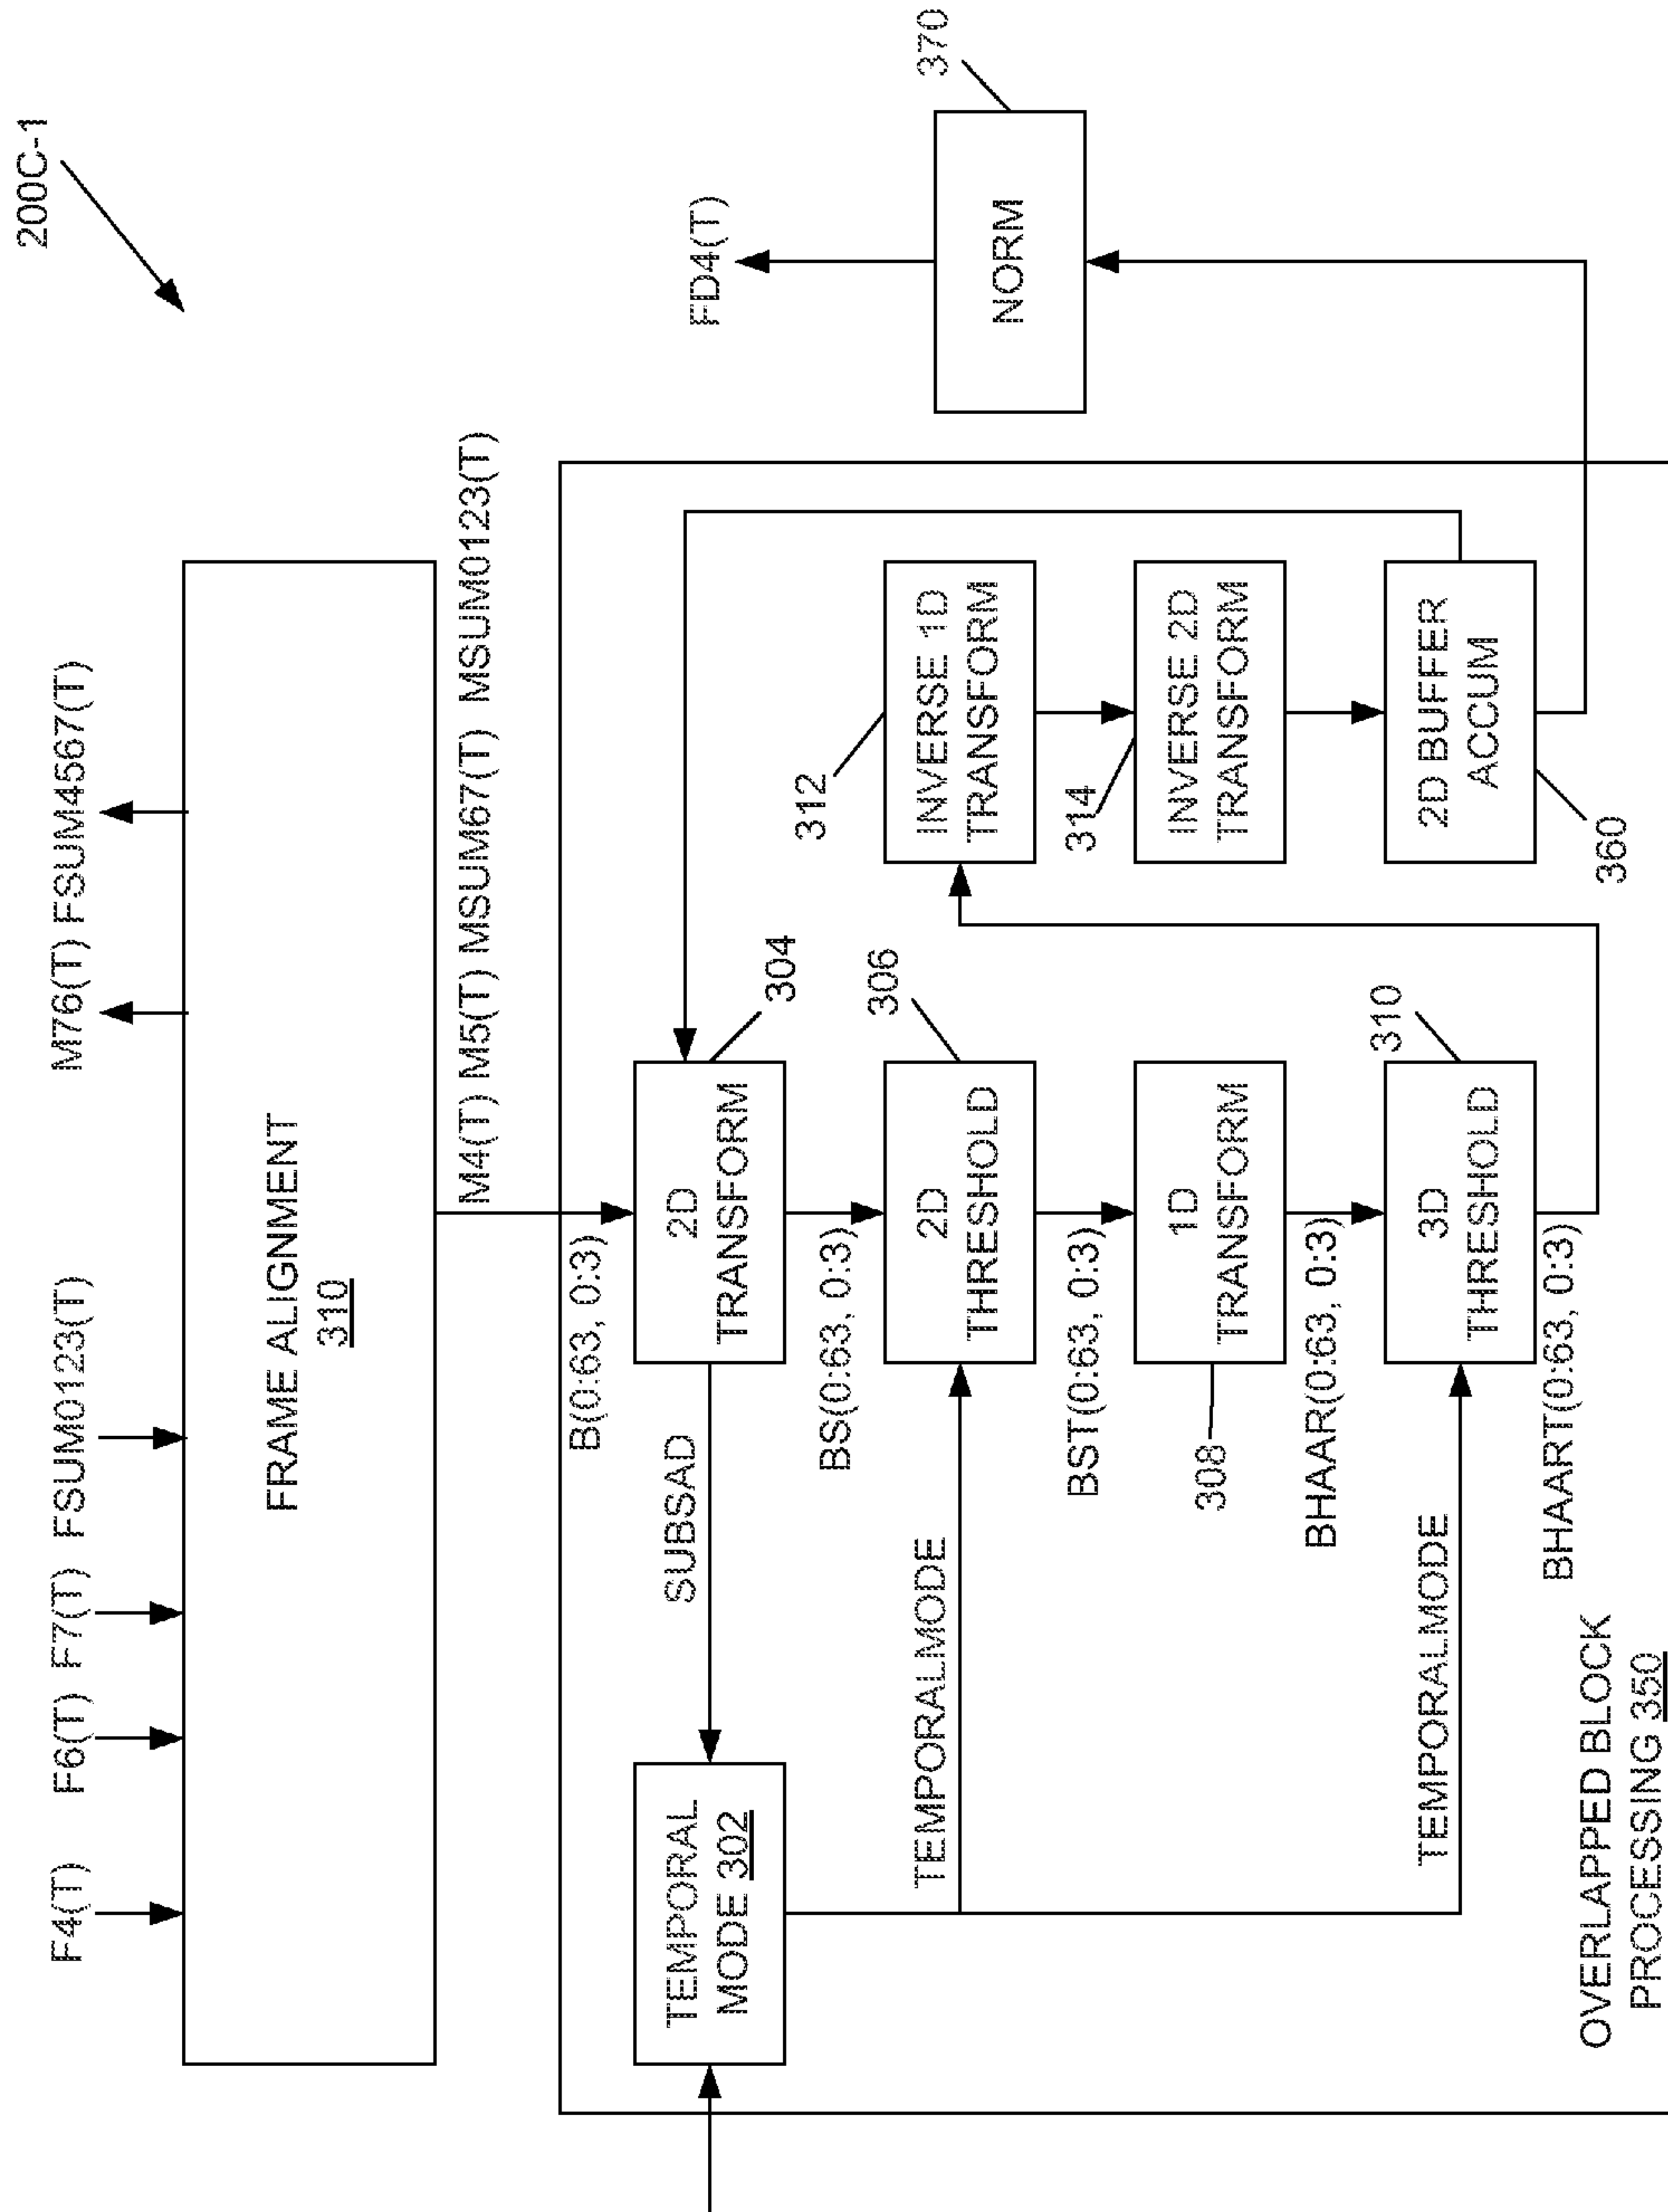 200C-1
F4(T) F6(T) F7(T) FSUM0123(T)
M76(T) FSUM4567(T)
FRAME ALIGNMENT
310
M4(T) M5(T) MSUM67(T) MSUM0123(T)
B(0:63, 0:3)
TEMPORAL
MODE 302
SUBSAD
2D
TRANSFORM
304
BS(0:63, 0:3)
TEMPORALMODE
2D
THRESHOLD
306
BST(0:63, 0:3)
1D
TRANSFORM
308
BHAAR(0:63, 0:3)
TEMPORALMODE
3D
THRESHOLD
310
BHAART(0:63, 0:3)
312
INVERSE 1D
TRANSFORM
314
INVERSE 2D
TRANSFORM
2D BUFFER
ACCUM
360
FD4(T)
NORM
370
OVERLAPPED BLOCK
PROCESSING 350